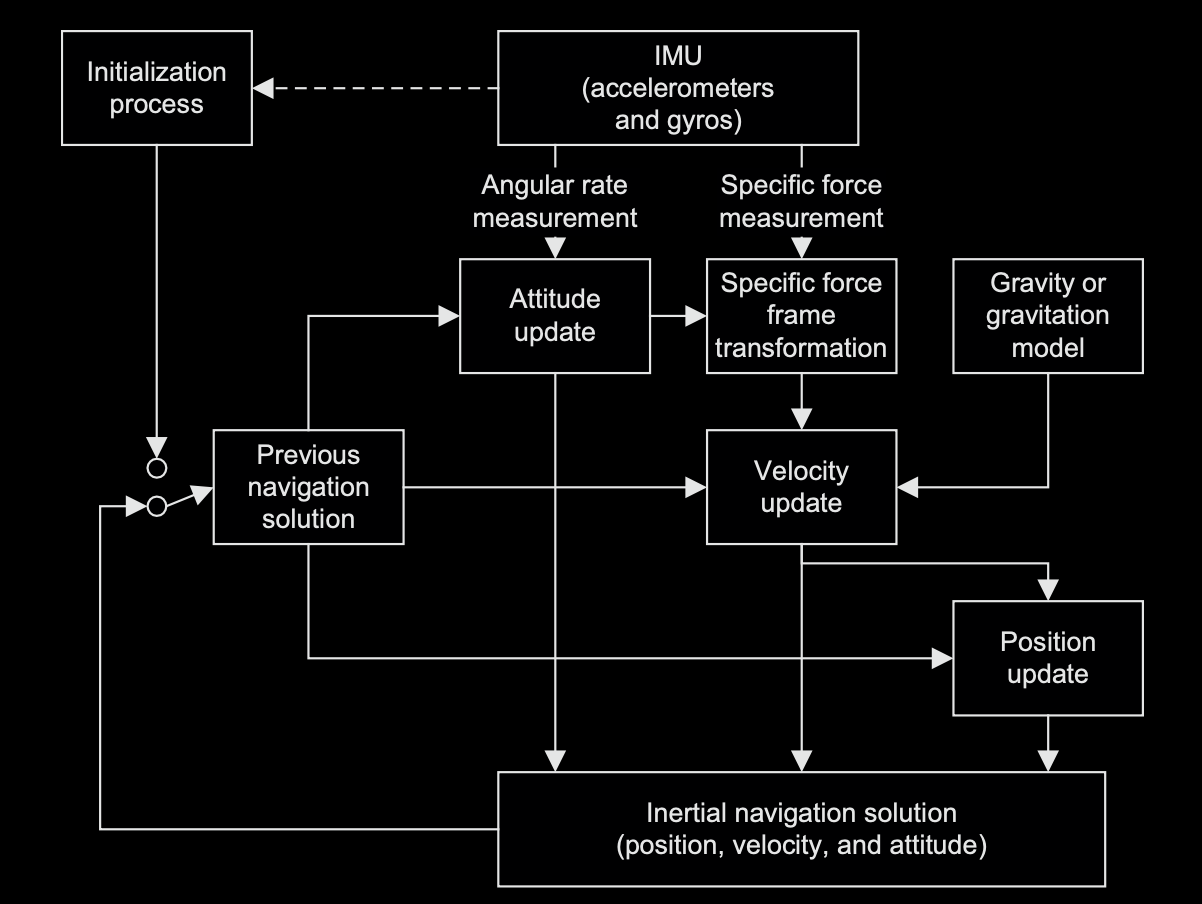 Initialization
process
IMU
(accelerometers
and gyros)
Angular rate
measurement
Specific force
measurement
Attitude
update
Specific force
frame
transformation
Gravity or
gravitation
model
Previous
navigation
solution
Velocity
update
Position
update
Inertial navigation solution
(position, velocity, and attitude)